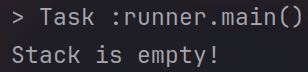 > Task :runner.main()
Stack is empty!